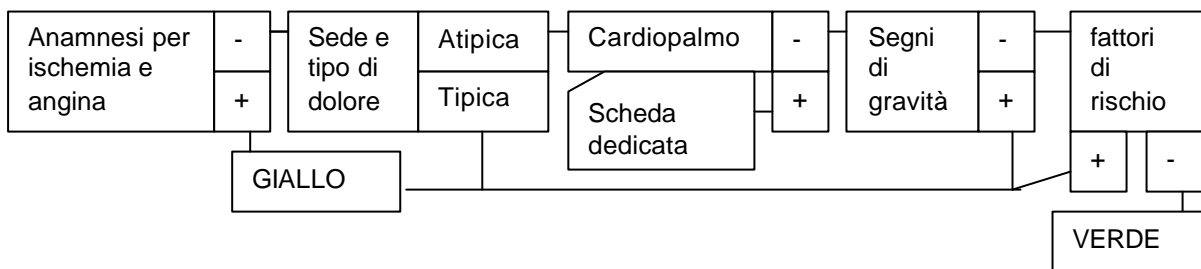 Anamnesi per
ischemia e
angina
-
+
Sede e
tipo di
dolore
Atipica
Tipica
Cardiopalmo
-
+
Scheda
dedicata
Segni
di
gravità
-
+
fattori
di
rischio
+
-
GIALLO
VERDE